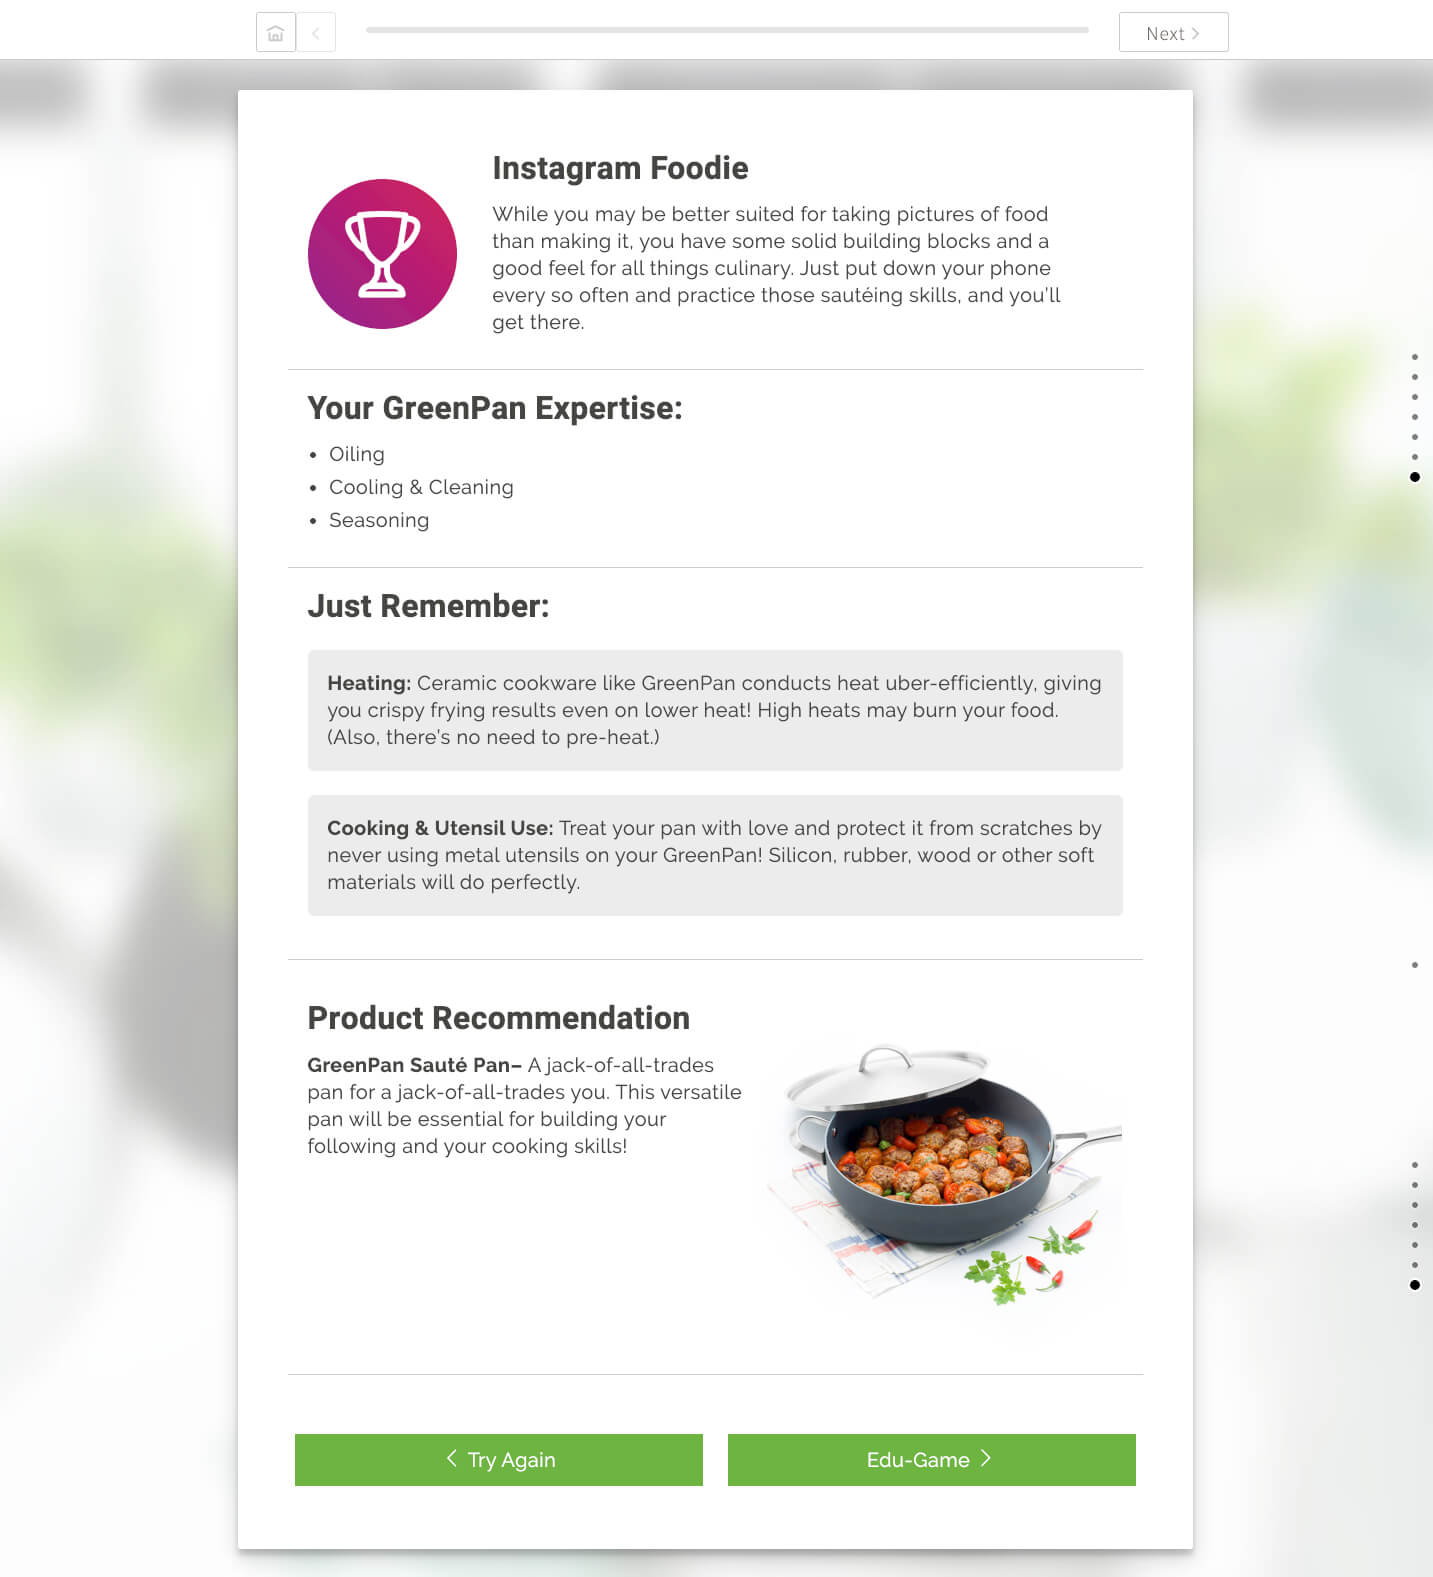 Next
Instagram Foodie
While you may be better suited for taking pictures of food
than making it, you have some solid building blocks and a
good feel for all things culinary. Just put down your phone
every so often and practice those sautéing skills, and you'll
get there.
Your GreenPan Expertise:
• Oiling
• Cooling & Cleaning
• Seasoning
Just Remember:
Heating: Ceramic cookware like GreenPan conducts heat uber-efficiently, giving
you crispy frying results even on lower heat! High heats may burn your food.
(Also, there's no need to pre-heat.)
Cooking & Utensil Use: Treat your pan with love and protect it from scratches by
never using metal utensils on your GreenPan! Silicon, rubber, wood or other soft
materials will do perfectly.
Product Recommendation
GreenPan Sauté Pan– A jack-of-all-trades
pan for a jack-of-all-trades you. This versatile
pan will be essential for building your
following and your cooking skills!
Try Again
Edu-Game